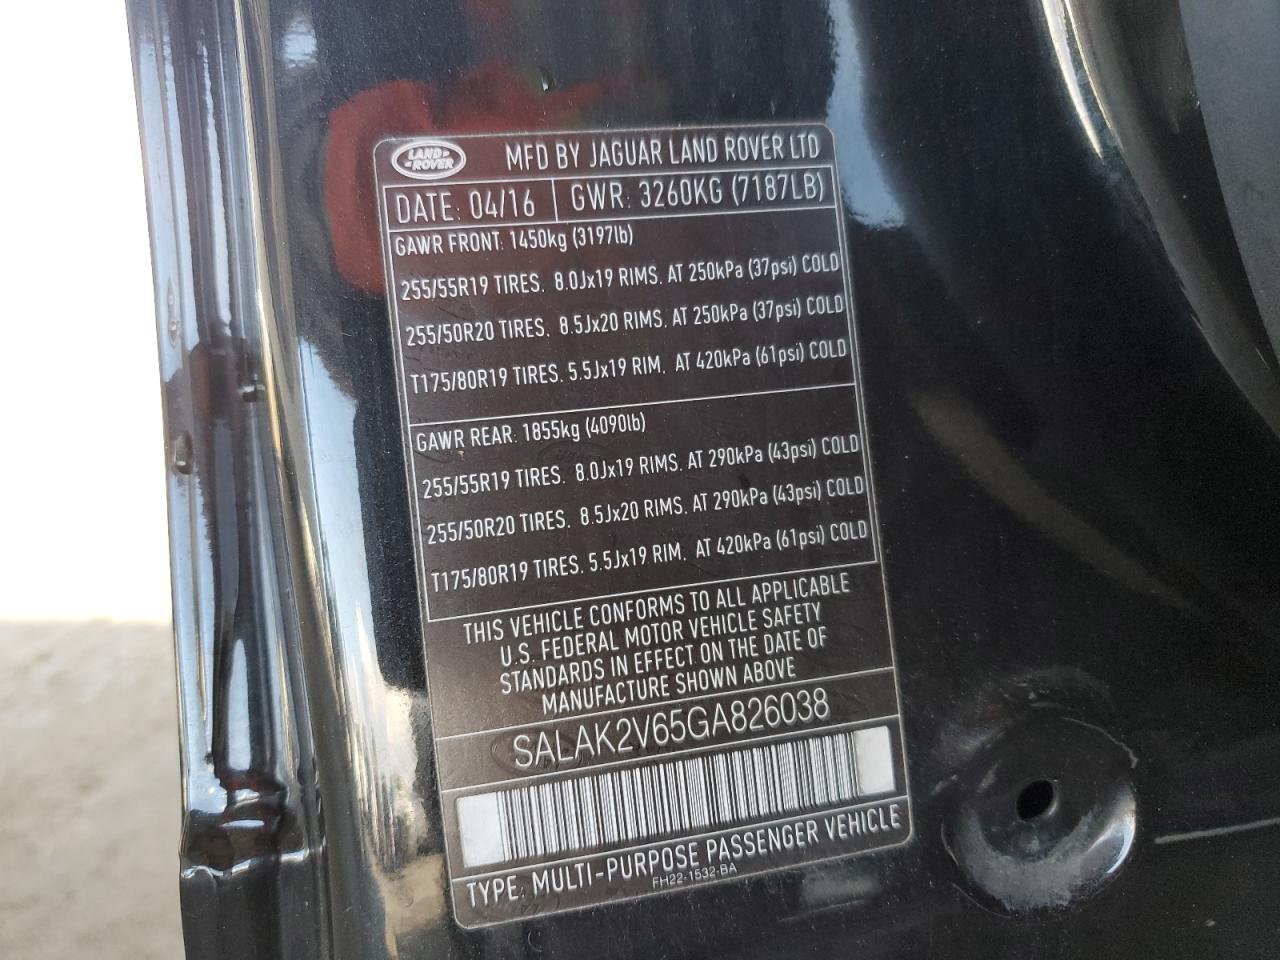 LAND-
-ROVER
MFD BY JAGUAR LAND ROVER LTD
DATE: 04/16 GWR: 3260KG (7187LB)
GAWR FRONT: 1450kg (3197lb)
255/55R19 TIRES. 8.0Jx19 RIMS. AT 250kPa (37psi) COLD
255/50R20 TIRES. 8.5Jx20 RIMS. AT 250kPa (37psi) COLD
T175/80R19 TIRES. 5.5Jx19 RIM. AT 420kPa (61psi) COLD
GAWR REAR: 1855kg (4090lb)
255/55R19 TIRES. 8.0Jx19 RIMS. AT 290kPa (43psi) COLD
255/50R20 TIRES. 8.5Jx20 RIMS. AT 290kPa (43psi) COLD
T175/80R19 TIRES. 5.5Jx19 RIM. AT 420kPa (61psi) COLD
THIS VEHICLE CONFORMS TO ALL APPLICABLE
U.S. FEDERAL MOTOR VEHICLE SAFETY
STANDARDS IN EFFECT ON THE DATE OF
MANUFACTURE SHOWN ABOVE
SALAK2V65GA826038
TYPE: MULTI-PURPOSE PASSENGER VEHICLE
FH22-1532-BA